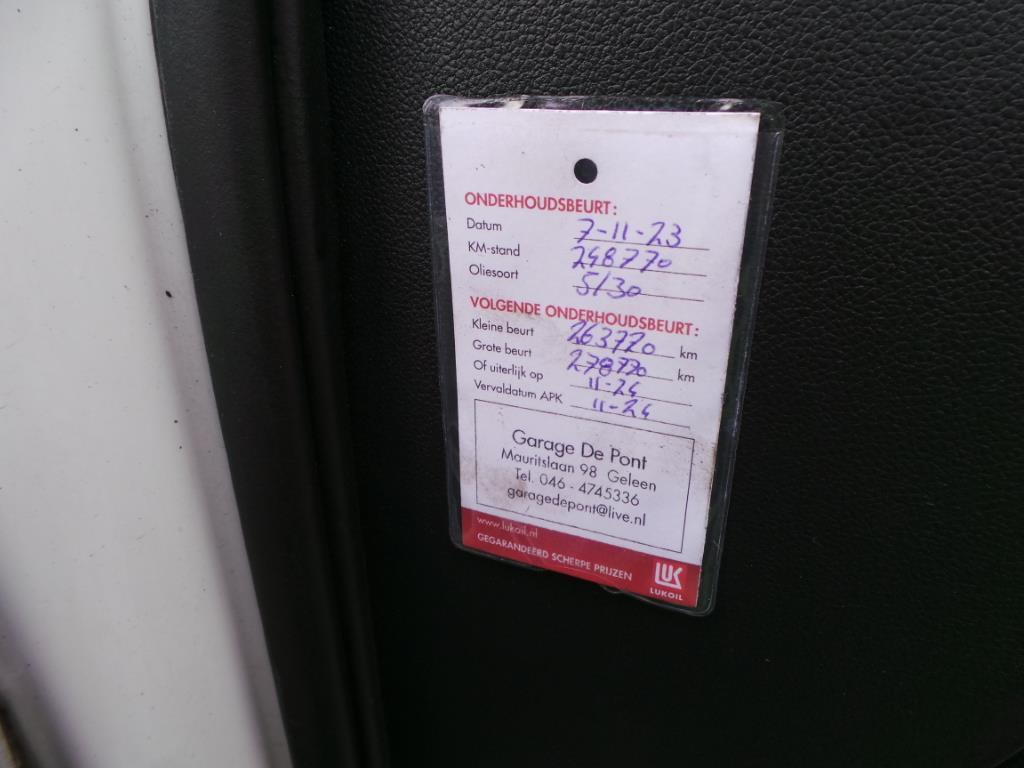 ONDERHOUDSBEURT:
Datum 7-11-23
KM-stand 248770
Oliesoort 5/30
VOLGENDE ONDERHOUDSBEURT:
Kleine beurt 263770 km
Grote beurt 278770 km
Of uiterlijk op 11-24
Vervaldatum APK 11-24
Garage De Pont
Mauritslaan 98 Geleen
Tel. 046 - 4745336
garagedepont@live.nl
www.lukoil.nl
GEGARANDEERD SCHERPE PRIJZEN
LUK
LUKOIL